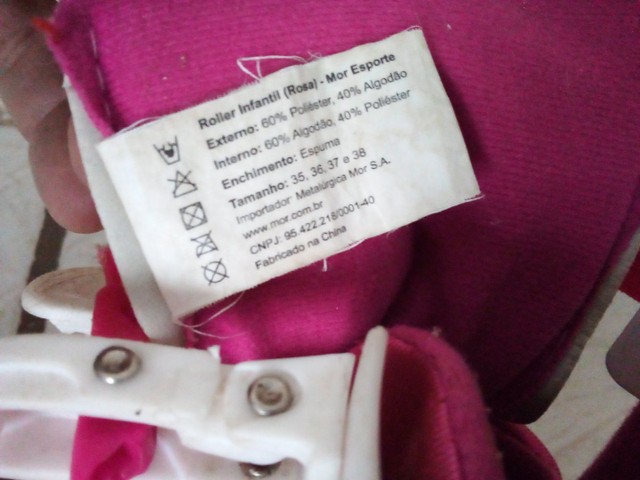 Roller Infantil (Rosa) - Mor Esporte
Externo: 60% Poliéster, 40% Algodão
Interno: 60% Algodão, 40% Poliéster
Enchimento: Espuma
Tamanho: 35, 36, 37 e 38
Importador: Metalúrgica Mor S.A.
www.mor.com.br
CNPJ: 95.422.218/0001-40
Fabricado na China